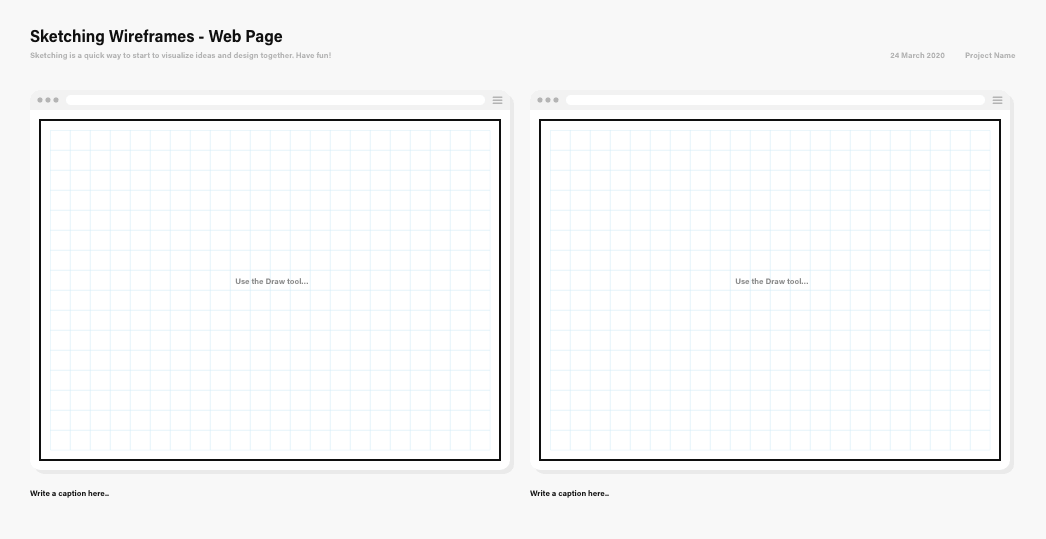 Sketching Wireframes - Web Page
Sketching is a quick way to start to visualize ideas and design together. Have fun!
24 March 2020
Project Name
Use the Draw tool...
Use the Draw tool...
Write a caption here..
Write a caption here..